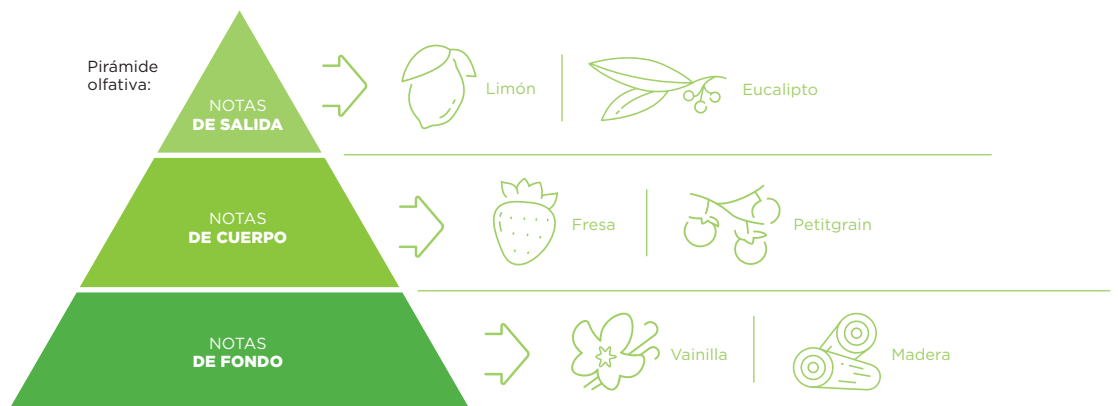 Pirámide
olfativa:
NOTAS
DE SALIDA
Limón
Eucalipto
NOTAS
DE CUERPO
Fresa
Petitgrain
NOTAS
DE FONDO
Vainilla
Madera